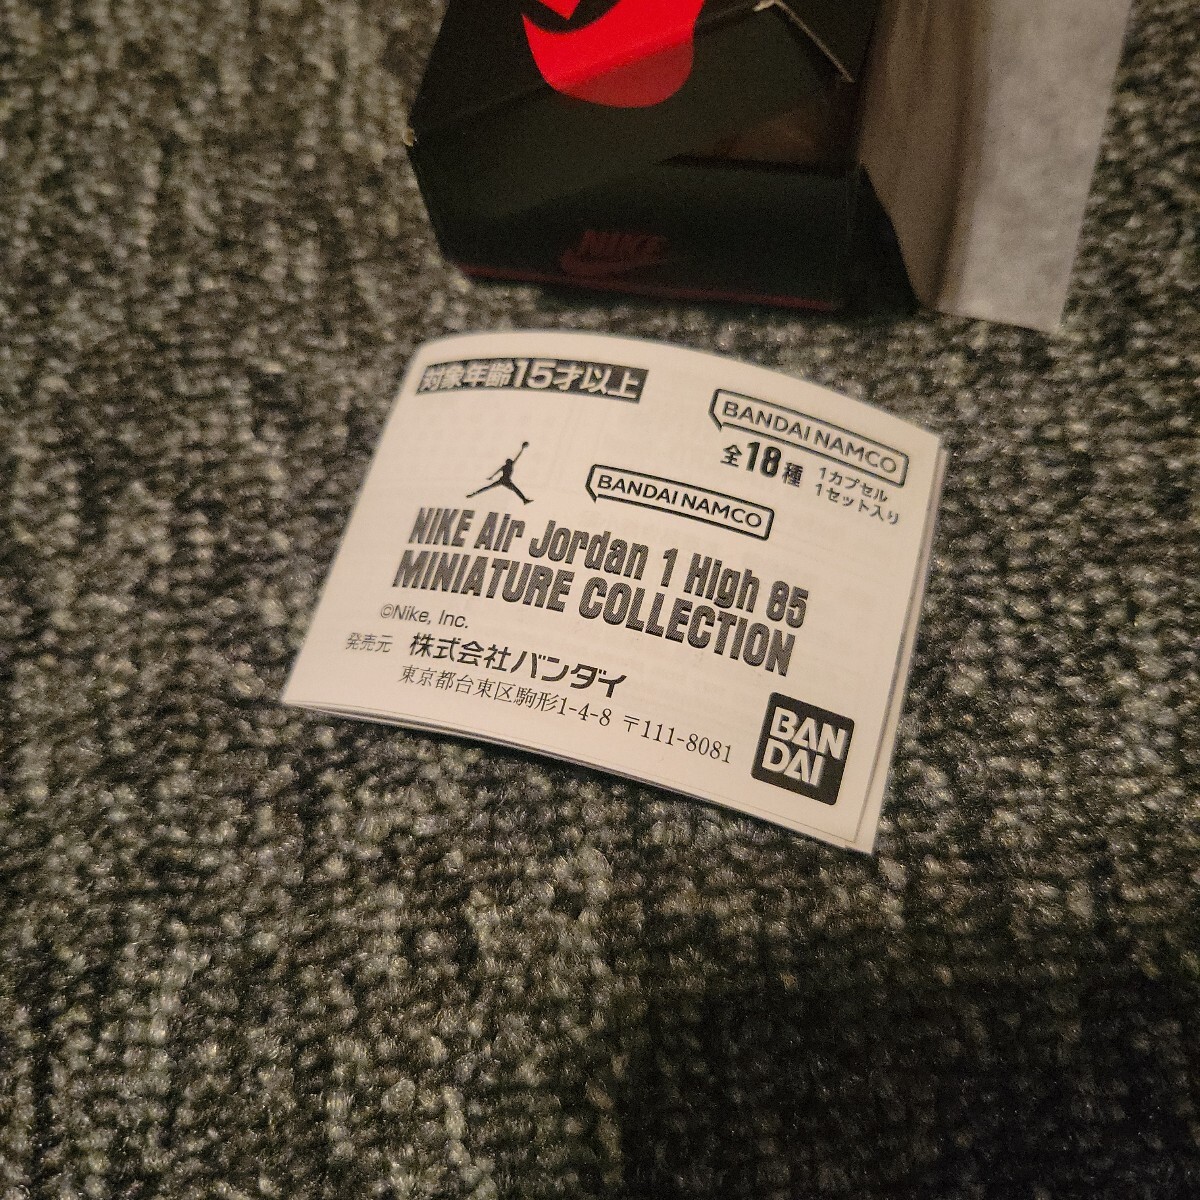 NIKE
対象年齢15才以上
BANDAI NAMCO
全18種 1カプセル
1セット入り
BANDAI NAMCO
NIKE Air Jordan 1 High 85
MINIATURE COLLECTION
©Nike, Inc.
発売元 株式会社バンダイ
東京都台東区駒形1-4-8 〒111-8081
BAN
DAI